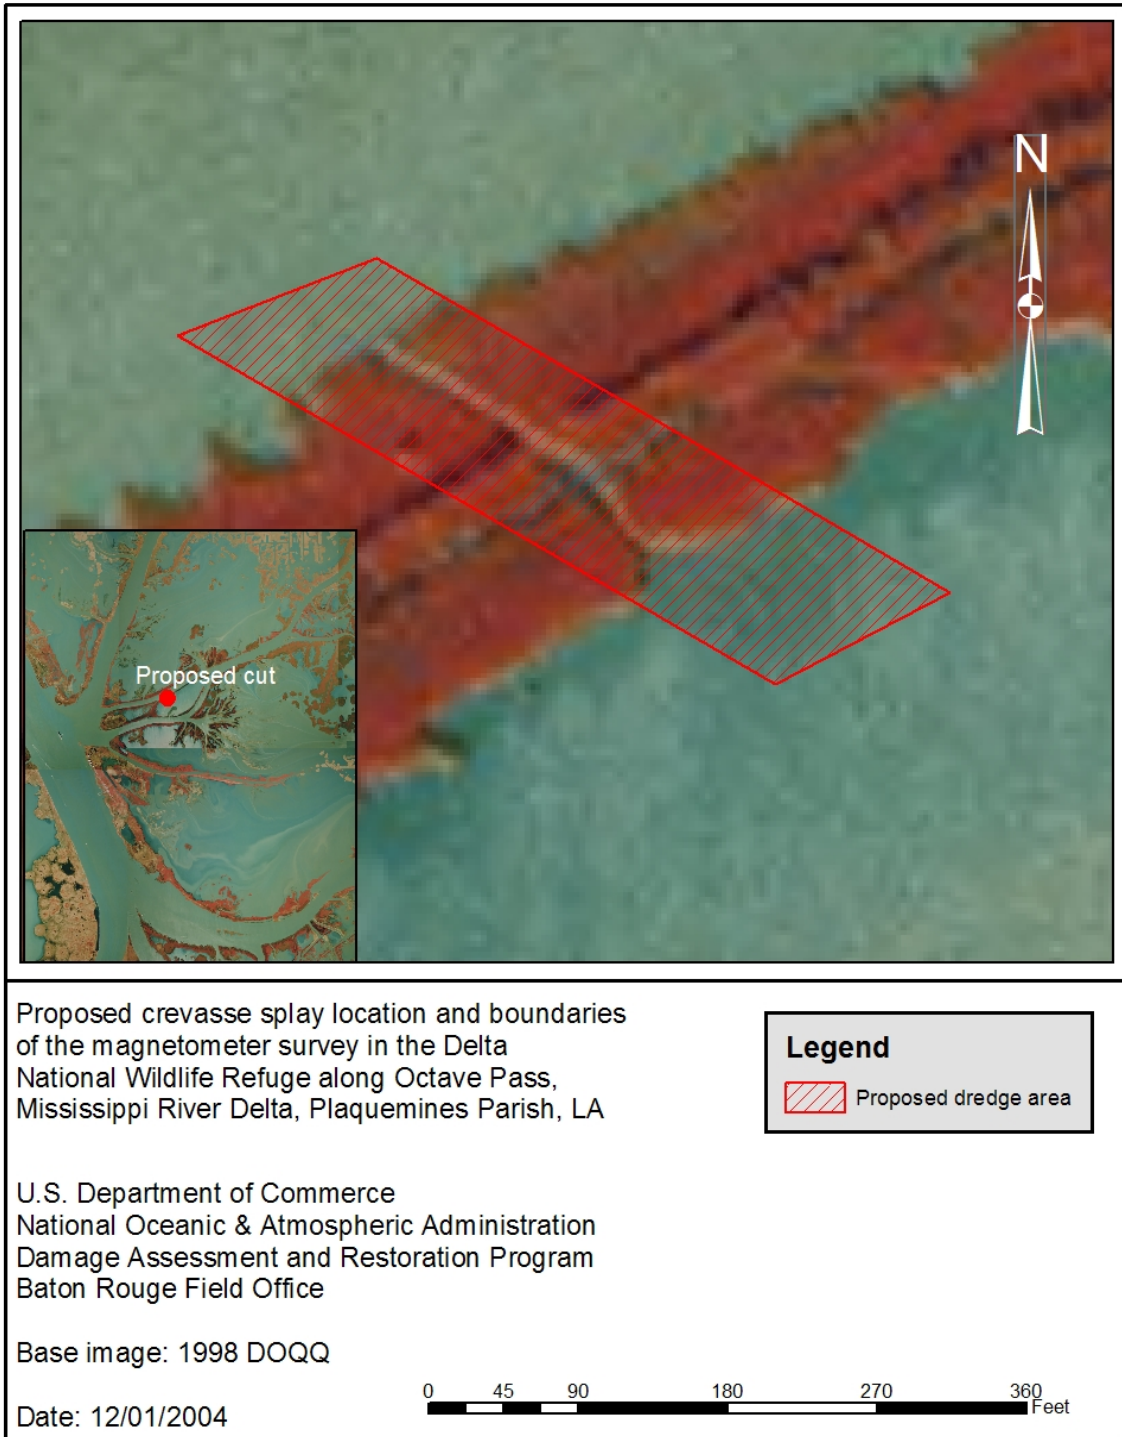 N
Proposed cut
Proposed crevasse splay location and boundaries
of the magnetometer survey in the Delta
National Wildlife Refuge along Octave Pass,
Mississippi River Delta, Plaquemines Parish, LA
Legend
Proposed dredge area
U.S. Department of Commerce
National Oceanic & Atmospheric Administration
Damage Assessment and Restoration Program
Baton Rouge Field Office
Base image: 1998 DOQQ
Date: 12/01/2004
0 45 90 180 270 360
Feet